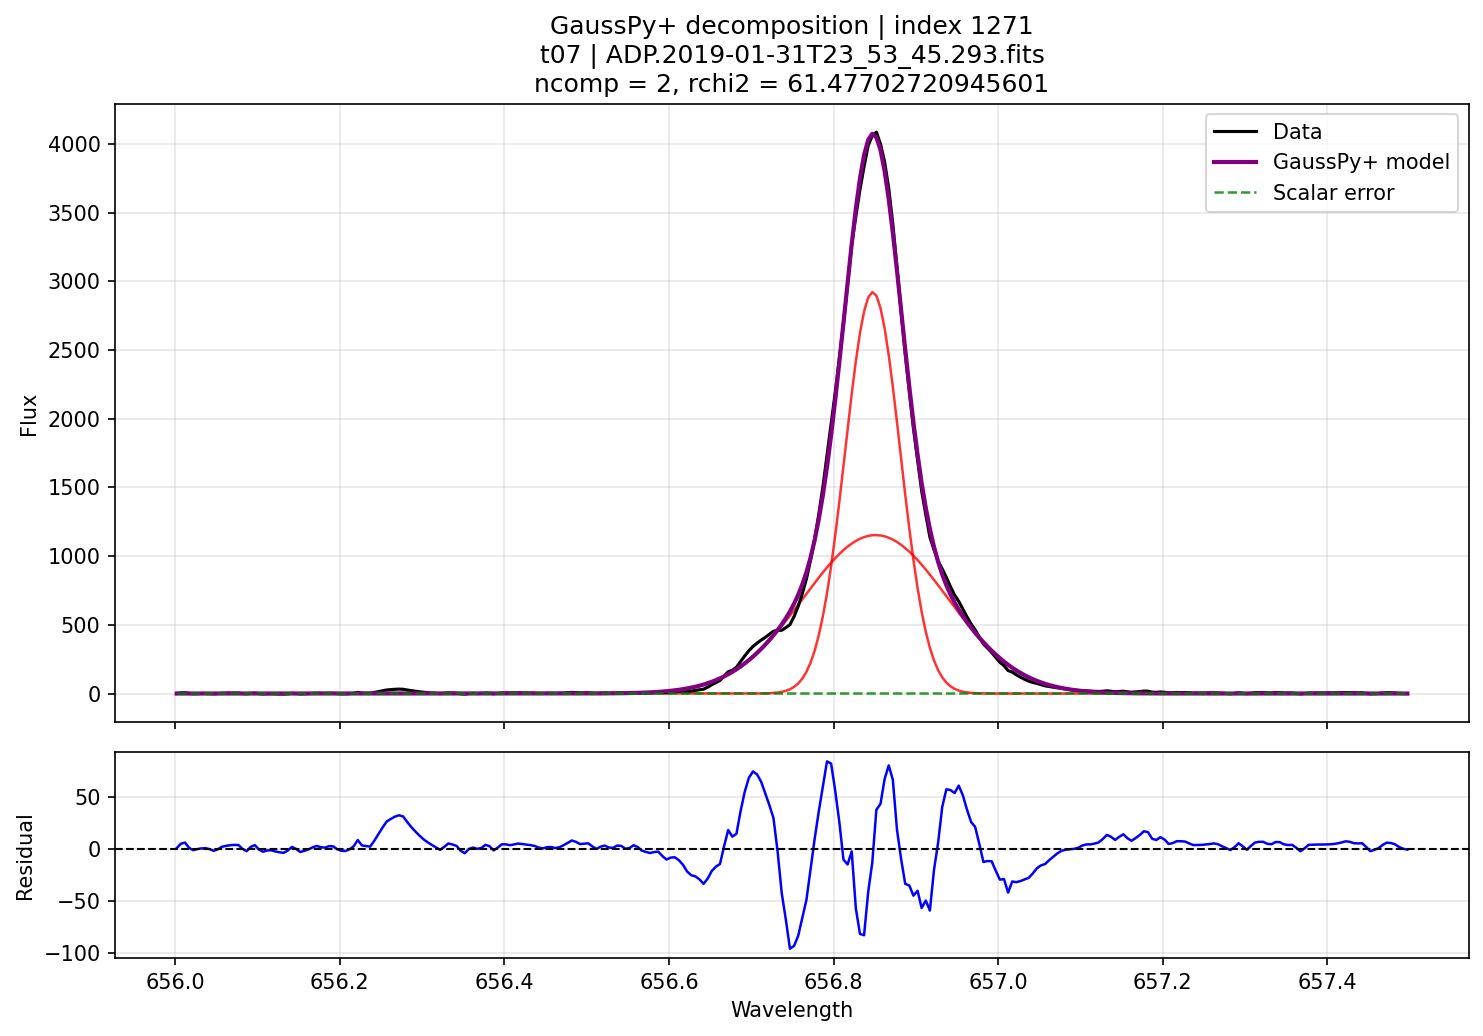 GaussPy+ decomposition | index 1271
t07 | ADP.2019-01-31T23_53_45.293.fits
ncomp = 2, rchi2 = 61.47702720945601
Data
GaussPy+ model
Scalar error
4000
3500
3000
2500
2000
1500
1000
500
0
Flux
50
0
−50
−100
Residual
656.0
656.2
656.4
656.6
656.8
657.0
657.2
657.4
Wavelength